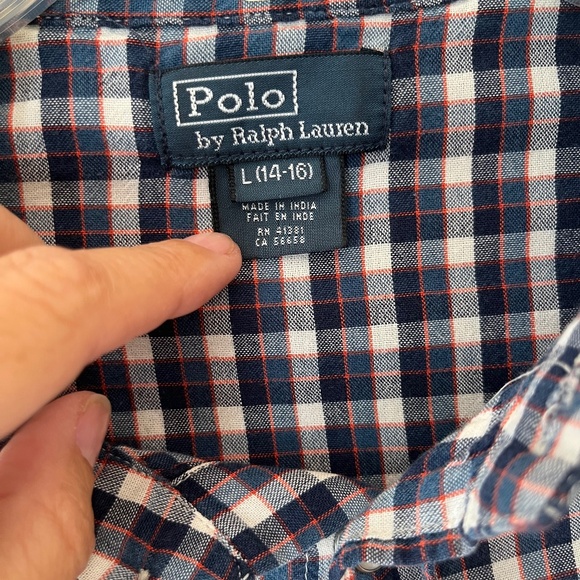 Polo
by Ralph Lauren
L (14-16)
MADE IN INDIA
FAIT EN INDE
RN 41381
CA 56658